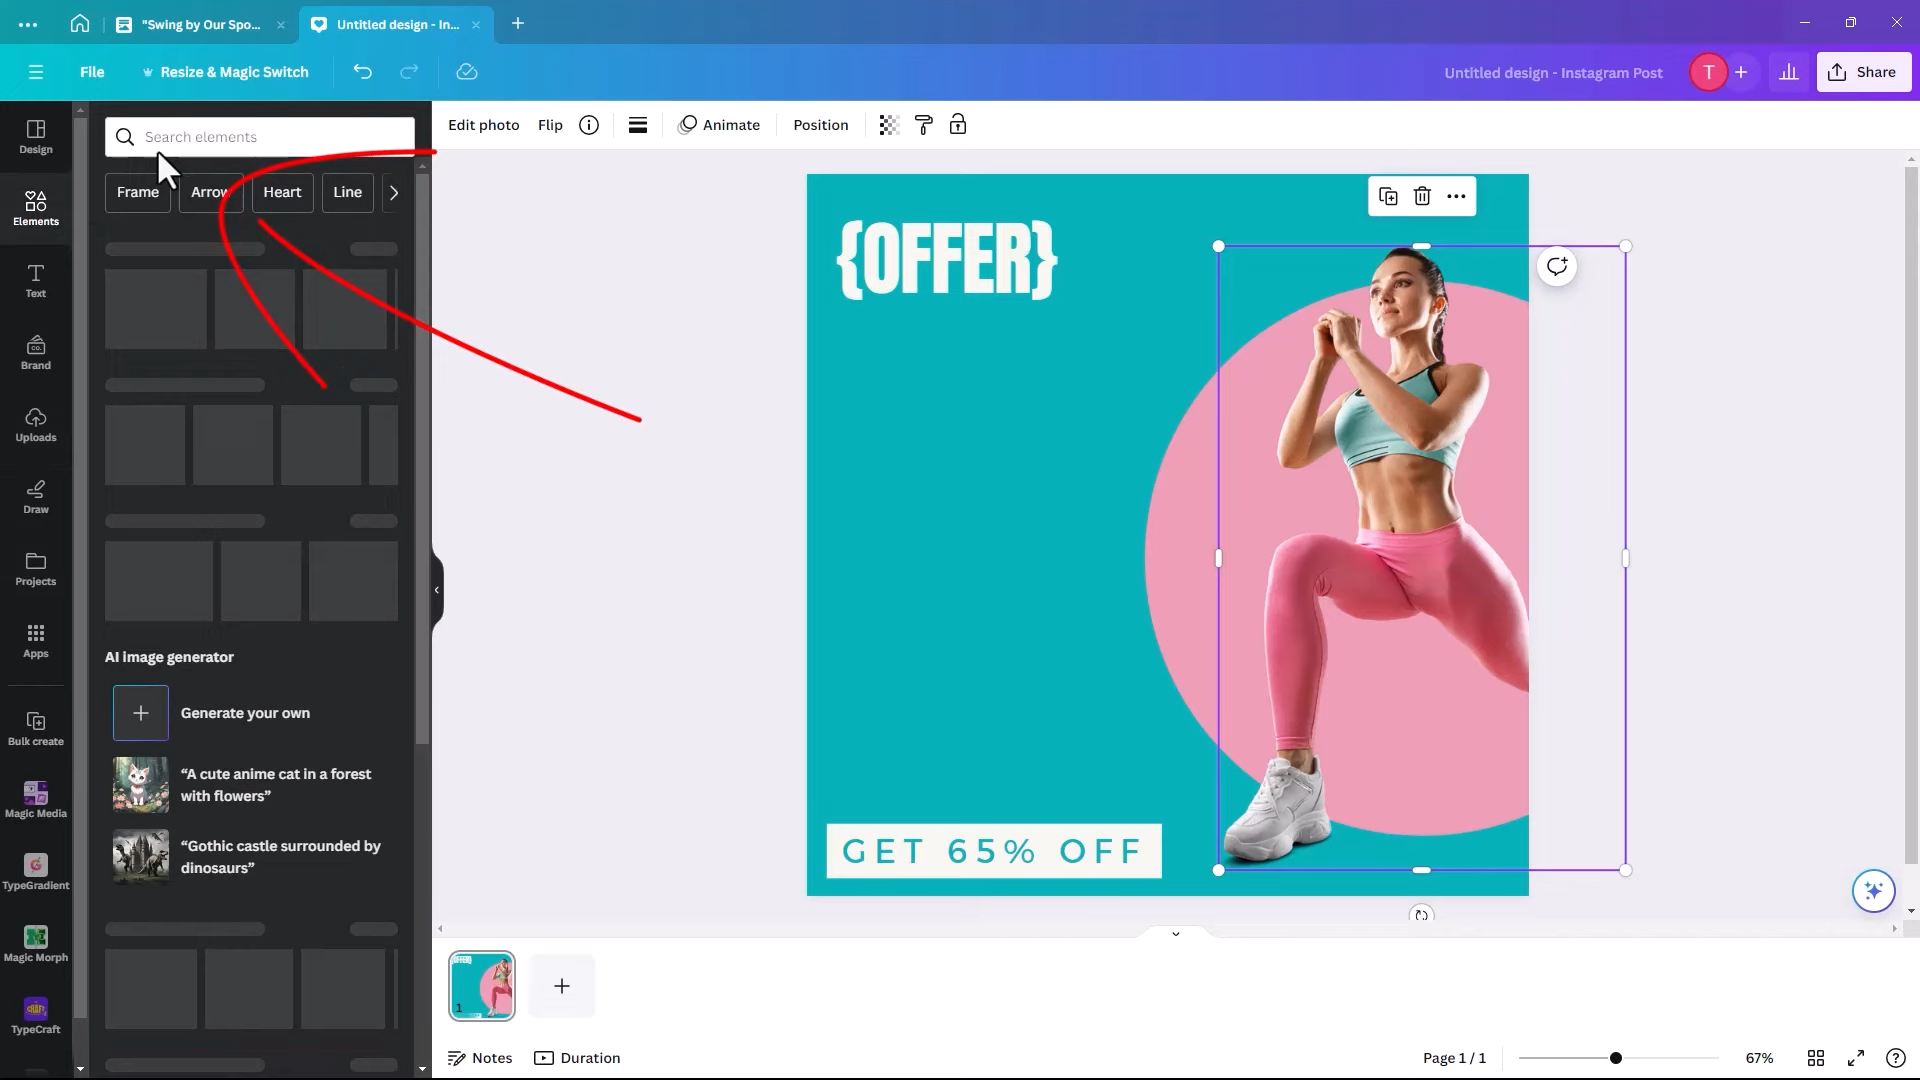 "Swing by Our Spo...
Untitled design - In...
File
Resize & Magic Switch
Untitled design - Instagram Post
T
Share
Design
Elements
Text
Brand
Uploads
Draw
Projects
Apps
Bulk create
Magic Media
TypeGradient
Magic Morph
TypeCraft
Search elements
Frame
Arrow
Heart
Line
AI image generator
Generate your own
"A cute anime cat in a forest
with flowers"
"Gothic castle surrounded by
dinosaurs"
Edit photo
Flip
Animate
Position
{OFFER}
GET 65% OFF
1
Notes
Duration
Page 1 / 1
67%